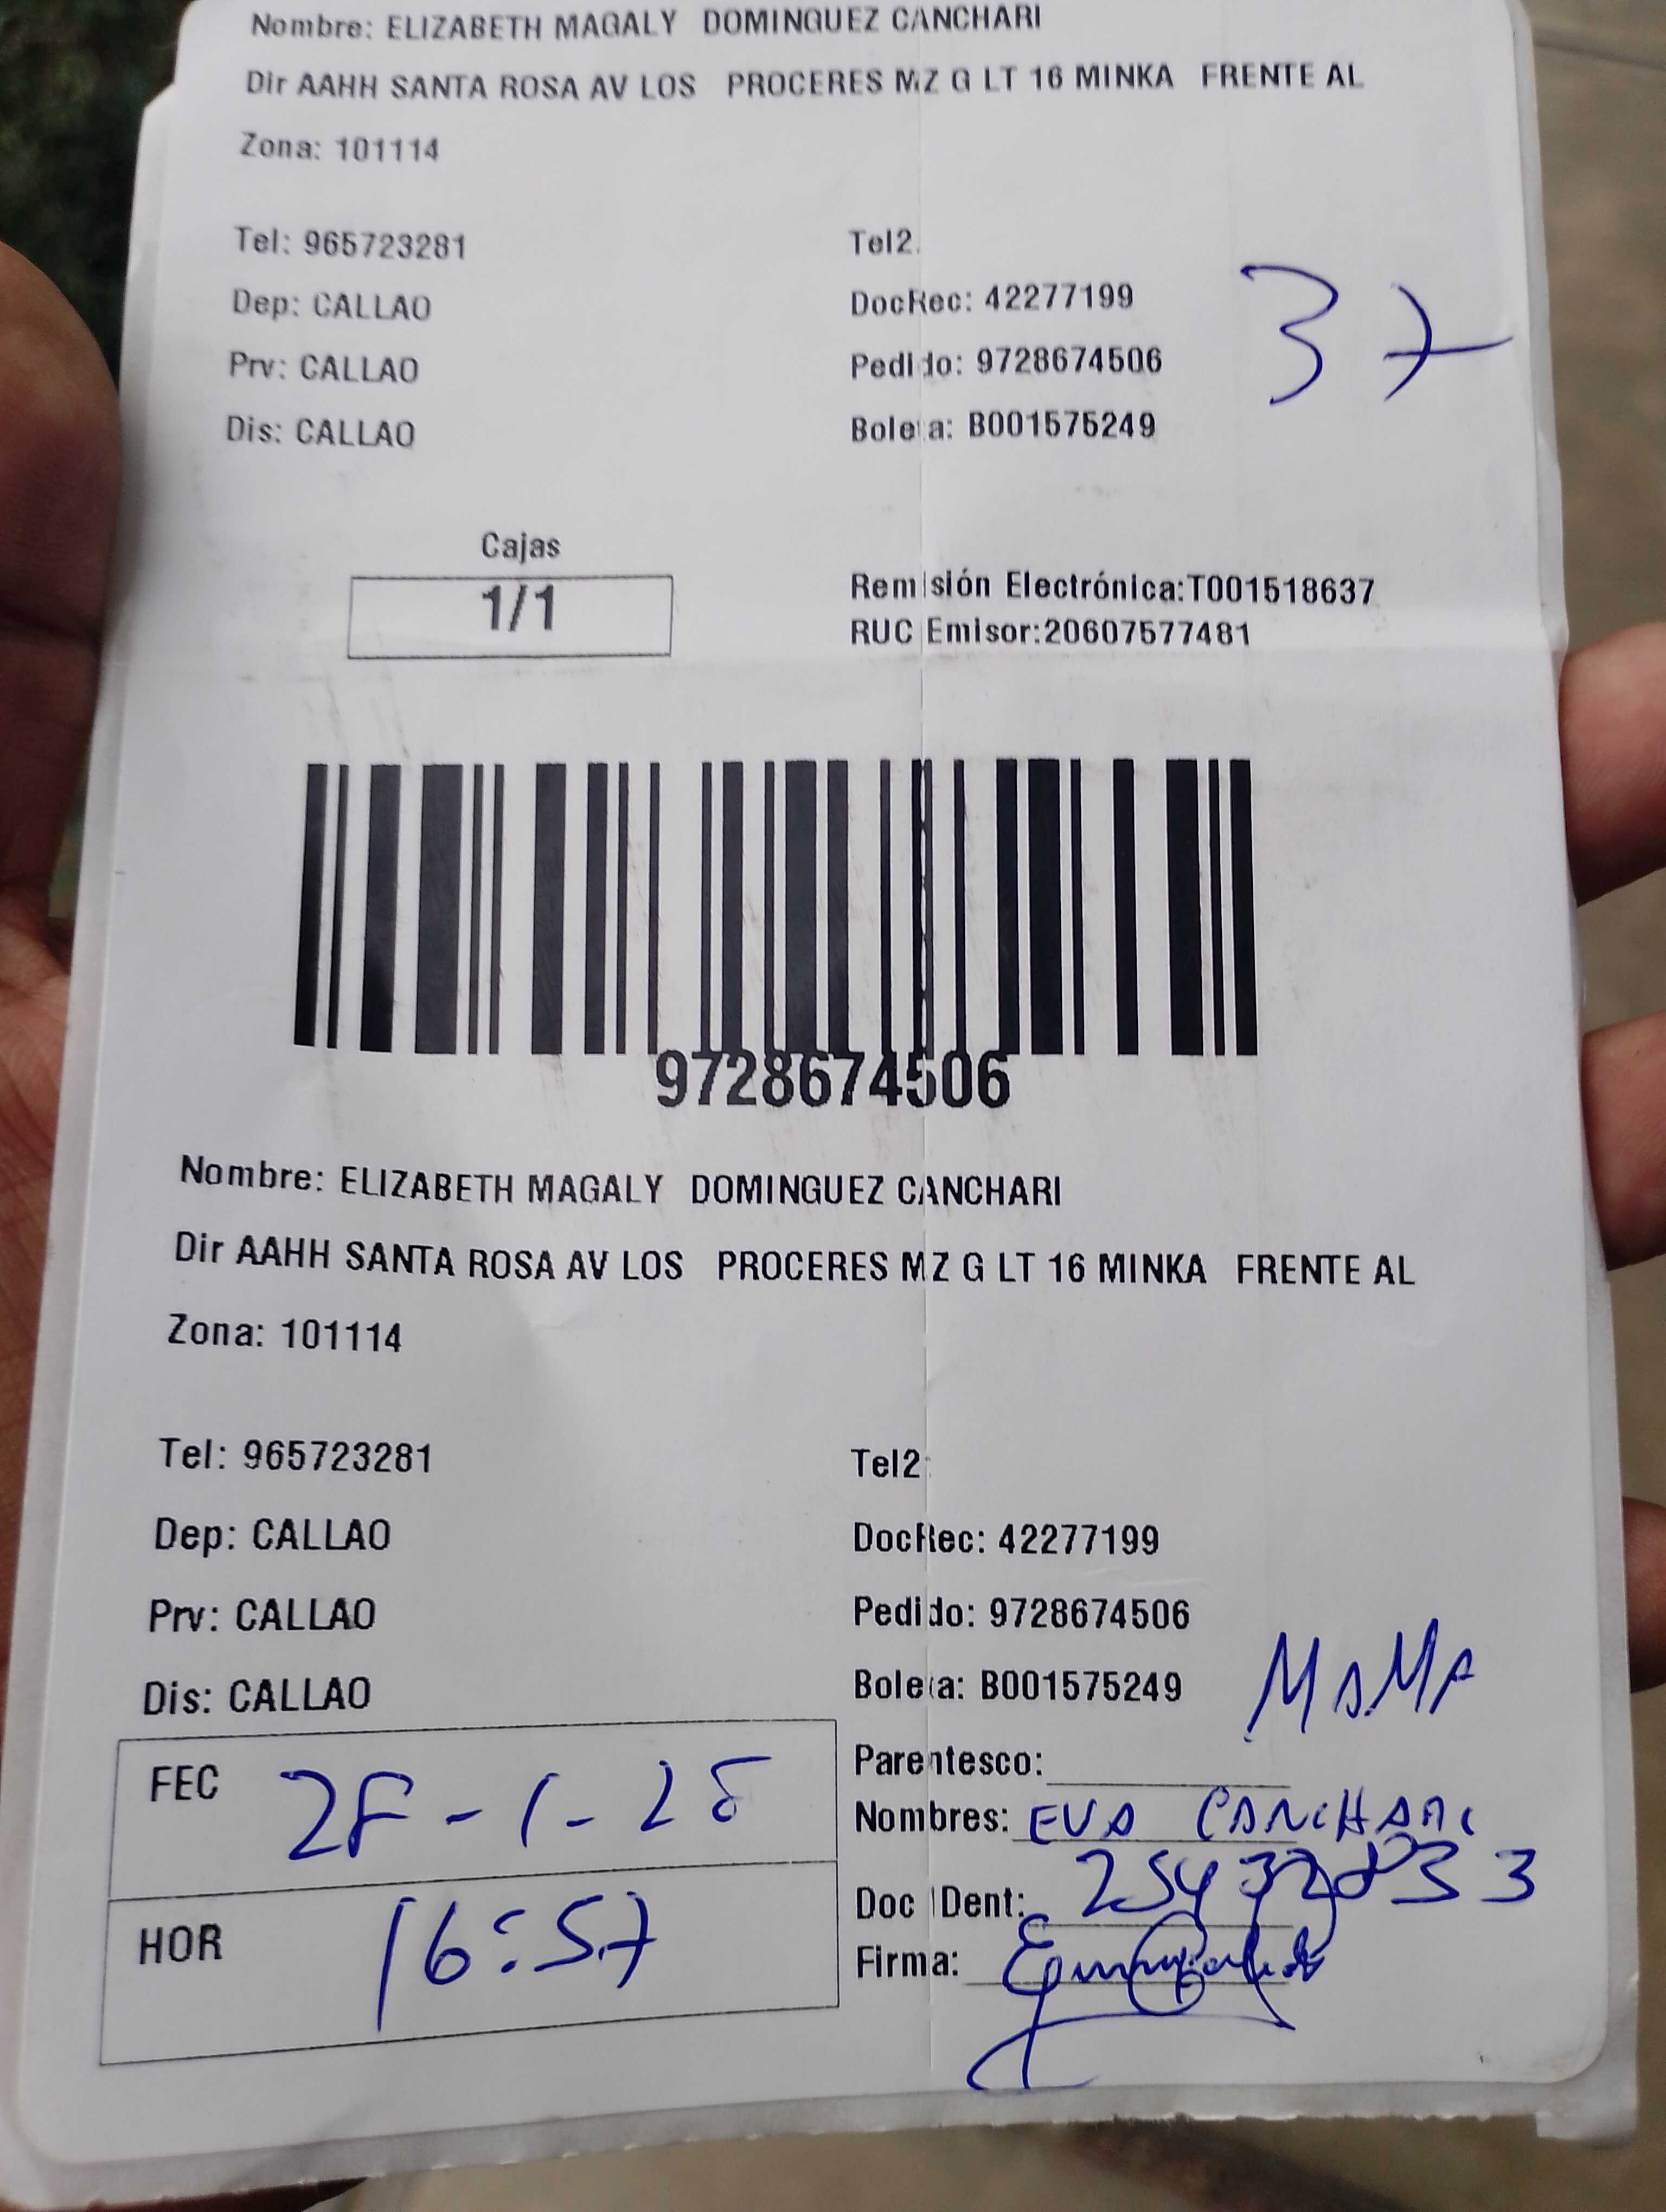 Nombre: ELIZABETH MAGALY DOMINGUEZ CANCHARI
Dir AAHH SANTA ROSA AV LOS PROCERES MZ G LT 16 MINKA FRENTE AL
Zona: 101114
Tel: 965723281 Tel2:
Dep: CALLAO DocRec: 42277199
37
Prv: CALLAO Pedido: 9728674506
Dis: CALLAO Boleta: B001575249
Cajas
1/1
Remisión Electrónica:T001518637
RUC Emisor:20607577481
9728674506
Nombre: ELIZABETH MAGALY DOMINGUEZ CANCHARI
Dir AAHH SANTA ROSA AV LOS PROCERES MZ G LT 16 MINKA FRENTE AL
Zona: 101114
Tel: 965723281 Tel2:
Dep: CALLAO DocRec: 42277199
Prv: CALLAO Pedido: 9728674506
Dis: CALLAO Boleta: B001575249
MAMA
Parentesco:
FEC
Nombres: EVA CANCHARI
Doc IDent:
HOR 16:57
Firma: